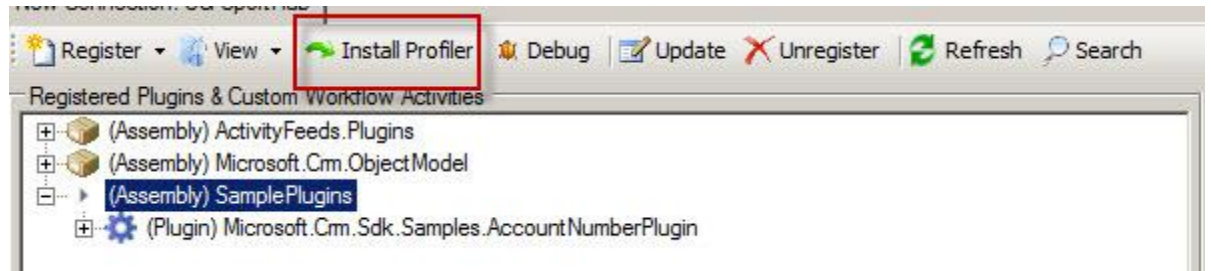 Register View Install Profiler Debug Update Unregister Refresh Search
Registered Plugins & Custom Workflow Activities
(Assembly) ActivityFeeds.Plugins
(Assembly) Microsoft.Crm.ObjectModel
(Assembly) SamplePlugins
(Plugin) Microsoft.Crm.Sdk.Samples.AccountNumberPlugin